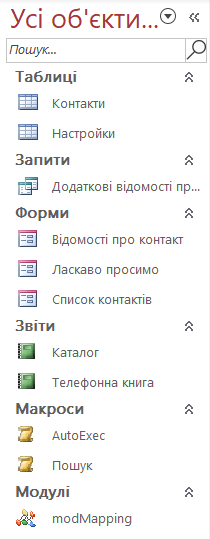 Усі об'єкти...
Пошук...
Таблиці
Контакти
Настройки
Запити
Додаткові відомості пр...
Форми
Відомості про контакт
Ласкаво просимо
Список контактів
Звіти
Каталог
Телефонна книга
Макроси
AutoExec
Пошук
Модулі
modMapping